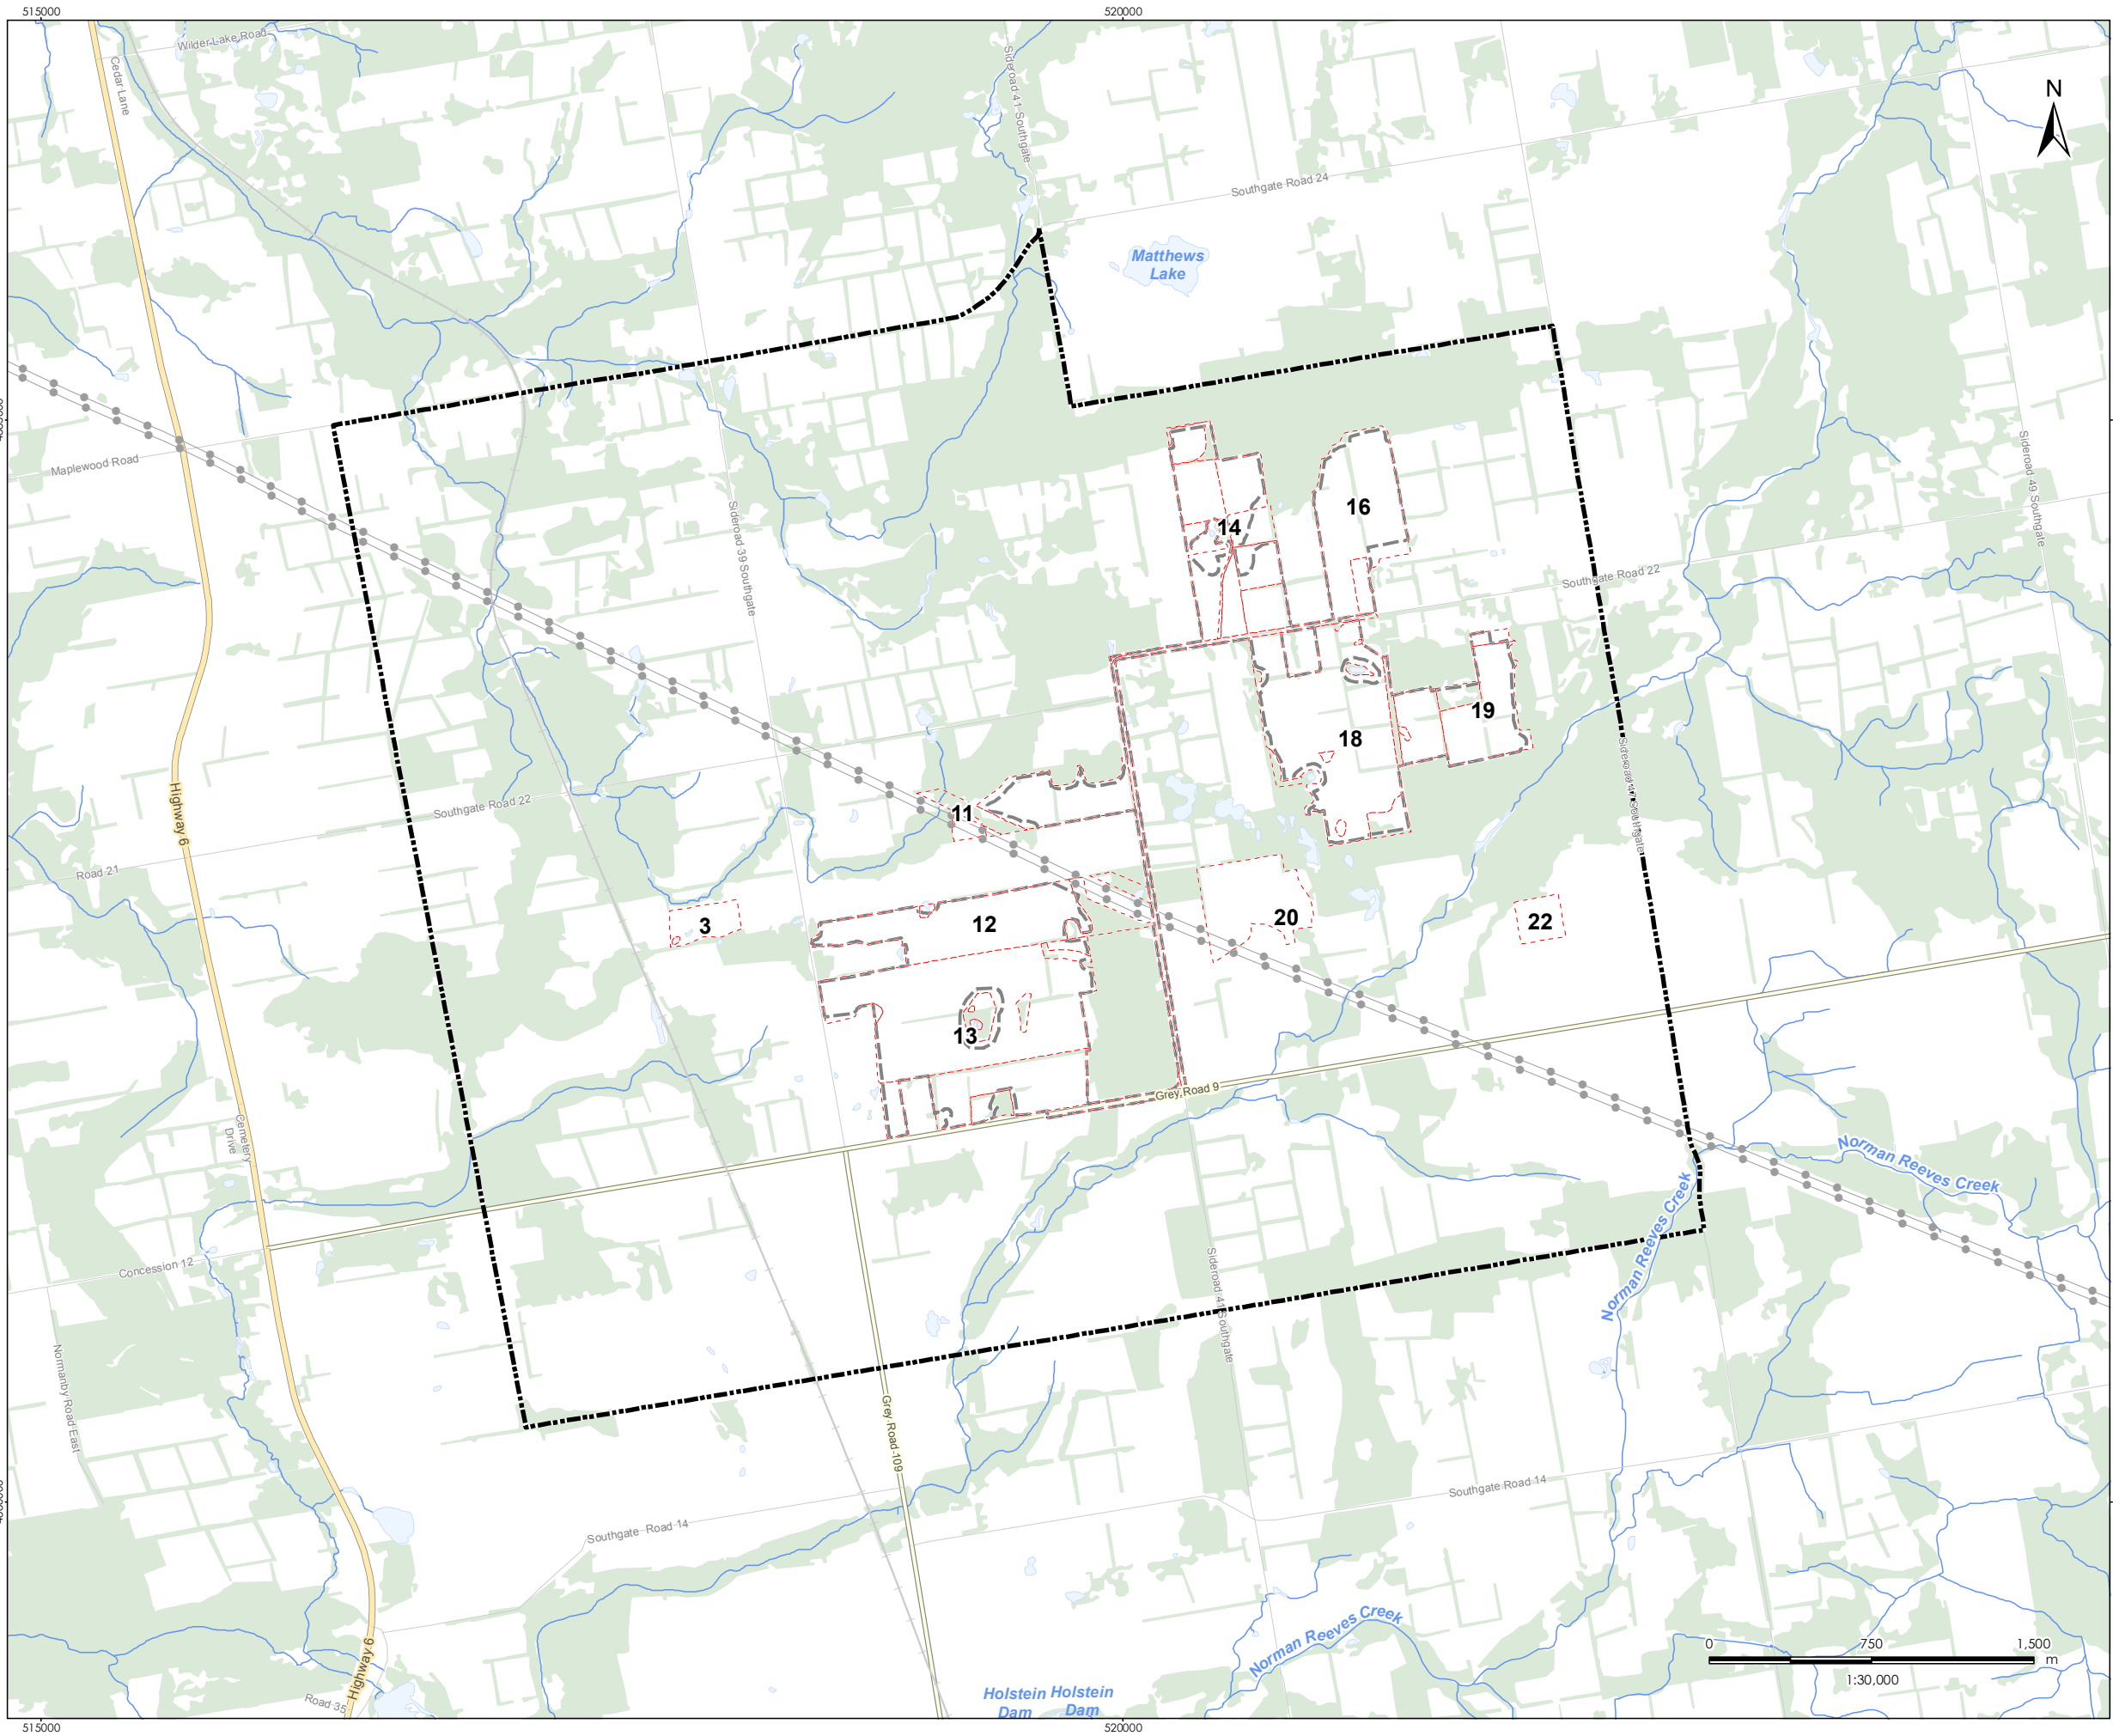 515000
520000
Wilder Lake Road
Cedar Lane
Sideroad 41 Southgate
N
Southgate Road 24
Matthews
Lake
Maplewood Road
Sideroad 39 Southgate
Sideroad 49 Southgate
14
16
Southgate Road 22
19
18
Highway 6
Southgate Road 22
11
Sideroad 47 Southgate
Road 21
3
12
20
22
13
Grey Road 9
Cemetery
Drive
Norman Reeves Creek
Norman Reeves Creek
Concession 12
Sideroad 41 Southgate
Normanby Road East
Grey Road 109
Southgate Road 14
Southgate Road 14
Norman Reeves Creek
Highway 6
Road 35
Holstein
Dam
Holstein
Dam
0 750 1,500
m
1:30,000
515000
520000